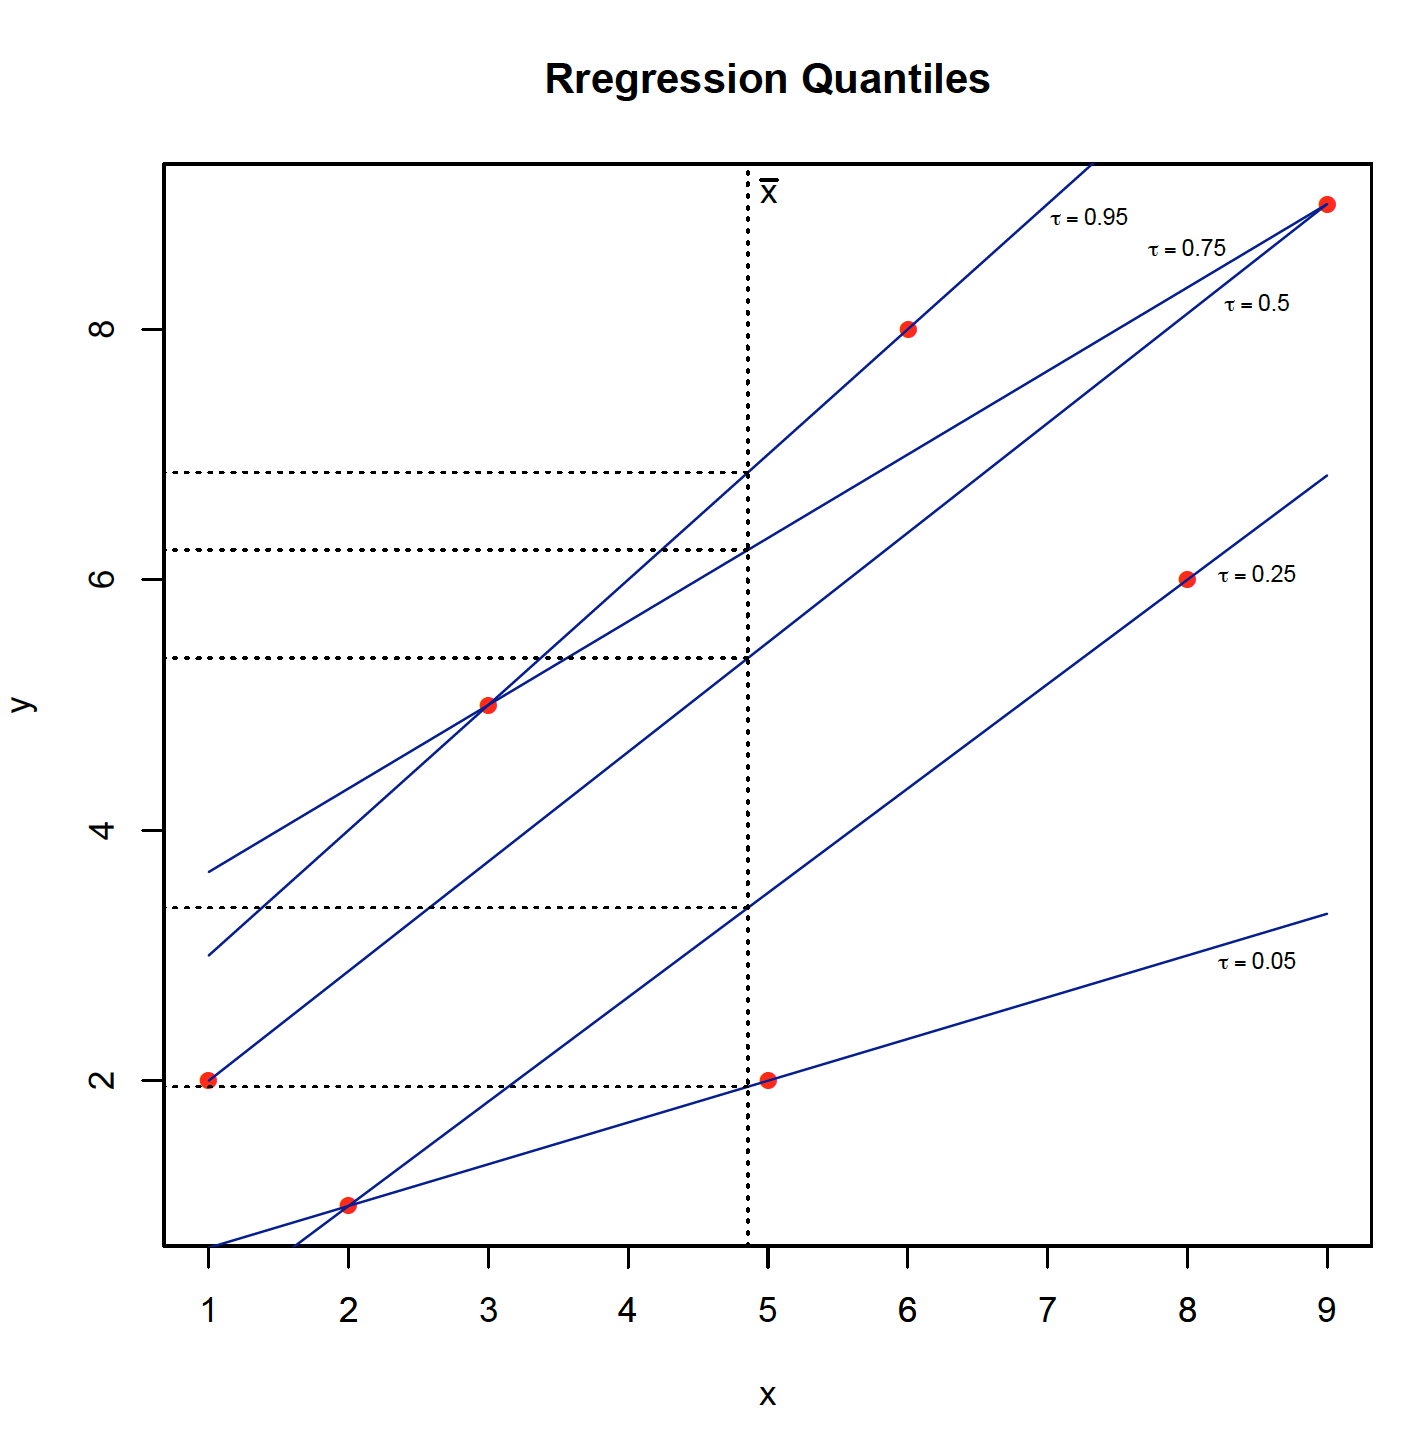 Rregression Quantiles
x̅
τ = 0.95
τ = 0.75
τ = 0.5
τ = 0.25
τ = 0.05
8
6
4
2
y
1 2 3 4 5 6 7 8 9
x